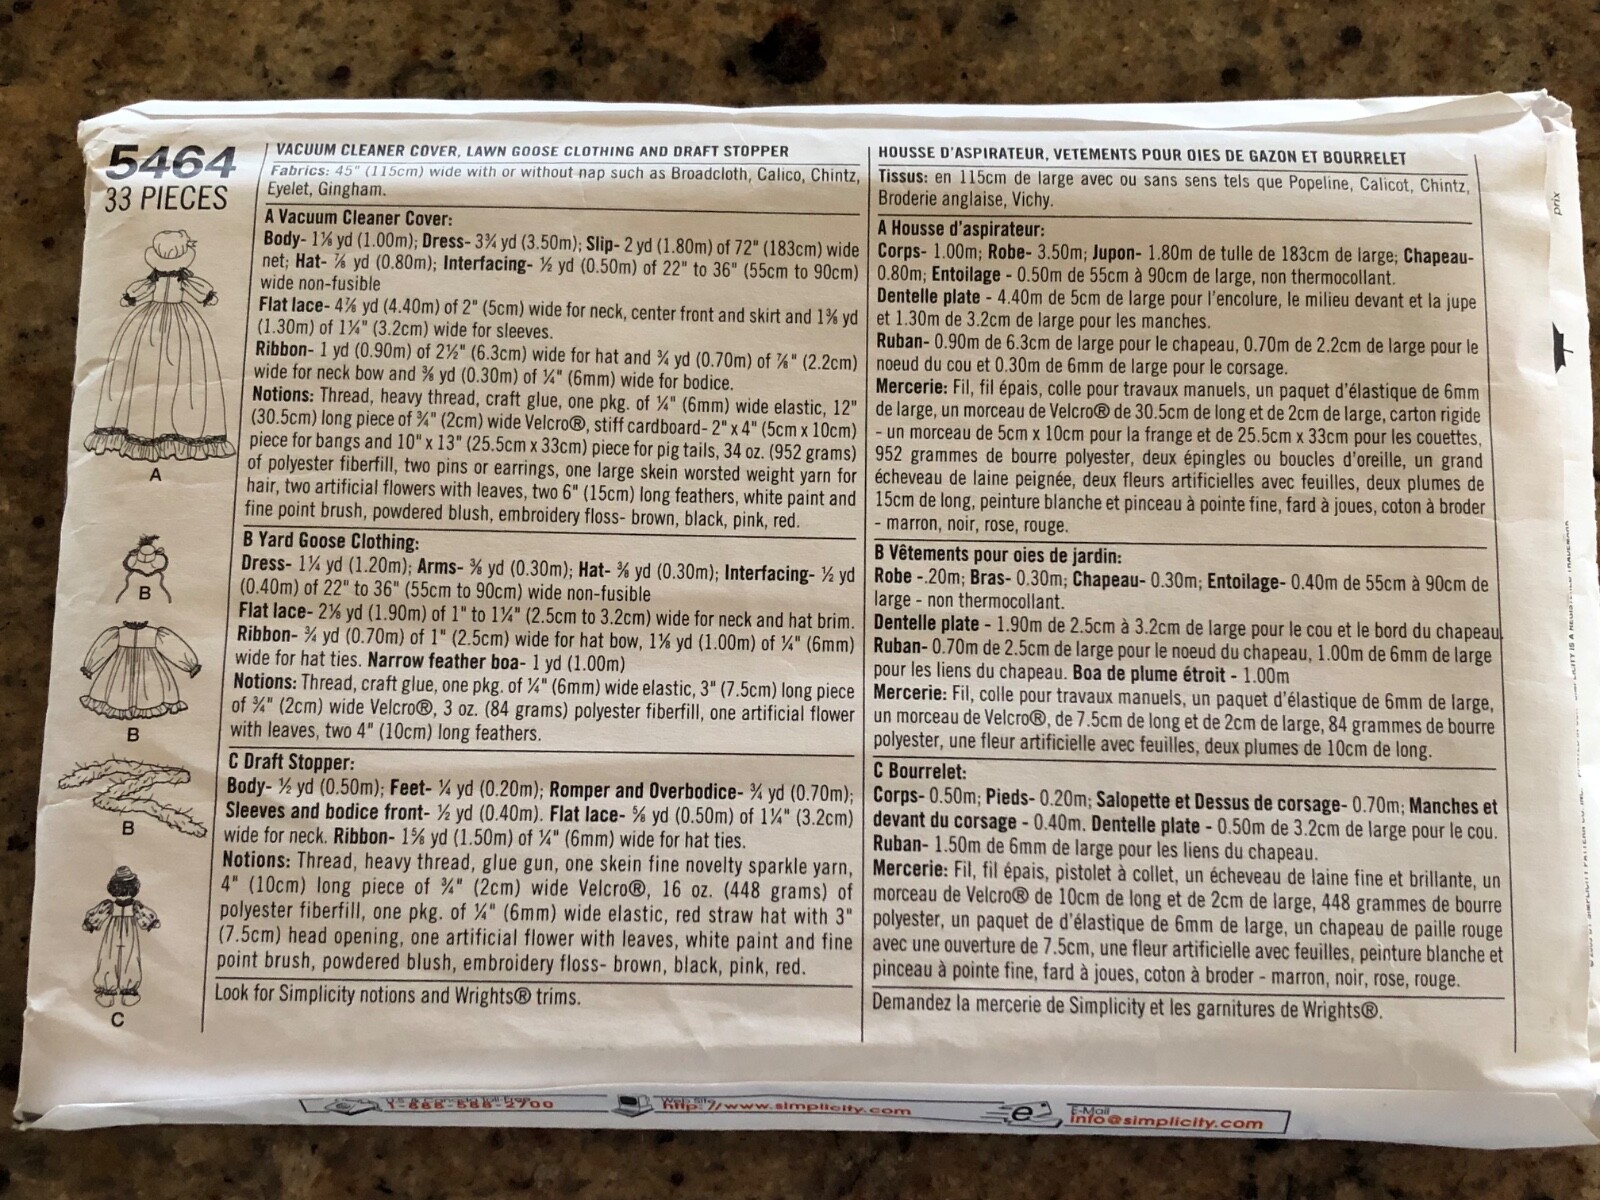 5464
33 PIECES
A
B
B
B
C
VACUUM CLEANER COVER, LAWN GOOSE CLOTHING AND DRAFT STOPPER
Fabrics: 45" (115cm) wide with or without nap such as Broadcloth, Calico, Chintz,
Eyelet, Gingham.
A Vacuum Cleaner Cover:
Body- 1⅛ yd (1.00m); Dress- 3¾ yd (3.50m); Slip- 2 yd (1.80m) of 72" (183cm) wide
net; Hat- ⅞ yd (0.80m); Interfacing- ½ yd (0.50m) of 22" to 36" (55cm to 90cm)
wide non-fusible
Flat lace- 4⅞ yd (4.40m) of 2" (5cm) wide for neck, center front and skirt and 1⅜ yd
(1.30m) of 1¼" (3.2cm) wide for sleeves.
Ribbon- 1 yd (0.90m) of 2½" (6.3cm) wide for hat and ¾ yd (0.70m) of ⅞" (2.2cm)
wide for neck bow and ⅜ yd (0.30m) of ¼" (6mm) wide for bodice.
Notions: Thread, heavy thread, craft glue, one pkg. of ¼" (6mm) wide elastic, 12"
(30.5cm) long piece of ¾" (2cm) wide Velcro®, stiff cardboard- 2" x 4" (5cm x 10cm)
piece for bangs and 10" x 13" (25.5cm x 33cm) piece for pig tails, 34 oz. (952 grams)
of polyester fiberfill, two pins or earrings, one large skein worsted weight yarn for
hair, two artificial flowers with leaves, two 6" (15cm) long feathers, white paint and
fine point brush, powdered blush, embroidery floss- brown, black, pink, red.
B Yard Goose Clothing:
Dress- 1¼ yd (1.20m); Arms- ⅜ yd (0.30m); Hat- ⅜ yd (0.30m); Interfacing- ½ yd
(0.40m) of 22" to 36" (55cm to 90cm) wide non-fusible
Flat lace- 2⅛ yd (1.90m) of 1" to 1¼" (2.5cm to 3.2cm) wide for neck and hat brim.
Ribbon- ¾ yd (0.70m) of 1" (2.5cm) wide for hat bow, 1⅛ yd (1.00m) of ¼" (6mm)
wide for hat ties. Narrow feather boa- 1 yd (1.00m)
Notions: Thread, craft glue, one pkg. of ¼" (6mm) wide elastic, 3" (7.5cm) long piece
of ¾" (2cm) wide Velcro®, 3 oz. (84 grams) polyester fiberfill, one artificial flower
with leaves, two 4" (10cm) long feathers.
C Draft Stopper:
Body- ½ yd (0.50m); Feet- ¼ yd (0.20m); Romper and Overbodice- ¾ yd (0.70m);
Sleeves and bodice front- ½ yd (0.40m). Flat lace- ⅝ yd (0.50m) of 1¼" (3.2cm)
wide for neck. Ribbon- 1⅝ yd (1.50m) of ¼" (6mm) wide for hat ties.
Notions: Thread, heavy thread, glue gun, one skein fine novelty sparkle yarn,
4" (10cm) long piece of ¾" (2cm) wide Velcro®, 16 oz. (448 grams) of
polyester fiberfill, one pkg. of ¼" (6mm) wide elastic, red straw hat with 3"
(7.5cm) head opening, one artificial flower with leaves, white paint and fine
point brush, powdered blush, embroidery floss- brown, black, pink, red.
Look for Simplicity notions and Wrights® trims.
HOUSSE D'ASPIRATEUR, VETEMENTS POUR OIES DE GAZON ET BOURRELET
Tissus: en 115cm de large avec ou sans sens tels que Popeline, Calicot, Chintz,
Broderie anglaise, Vichy.
A Housse d'aspirateur:
Corps- 1.00m; Robe- 3.50m; Jupon- 1.80m de tulle de 183cm de large; Chapeau-
0.80m; Entoilage - 0.50m de 55cm à 90cm de large, non thermocollant.
Dentelle plate - 4.40m de 5cm de large pour l'encolure, le milieu devant et la jupe
et 1.30m de 3.2cm de large pour les manches.
Ruban- 0.90m de 6.3cm de large pour le chapeau, 0.70m de 2.2cm de large pour le
noeud du cou et 0.30m de 6mm de large pour le corsage.
Mercerie: Fil, fil épais, colle pour travaux manuels, un paquet d'élastique de 6mm
de large, un morceau de Velcro® de 30.5cm de long et de 2cm de large, carton rigide
- un morceau de 5cm x 10cm pour la frange et de 25.5cm x 33cm pour les couettes,
952 grammes de bourre polyester, deux épingles ou boucles d'oreille, un grand
écheveau de laine peignée, deux fleurs artificielles avec feuilles, deux plumes de
15cm de long, peinture blanche et pinceau à pointe fine, fard à joues, coton à broder
- marron, noir, rose, rouge.
B Vêtements pour oies de jardin:
Robe -.20m; Bras- 0.30m; Chapeau- 0.30m; Entoilage- 0.40m de 55cm à 90cm de
large - non thermocollant.
Dentelle plate - 1.90m de 2.5cm à 3.2cm de large pour le cou et le bord du chapeau
Ruban- 0.70m de 2.5cm de large pour le noeud du chapeau, 1.00m de 6mm de large
pour les liens du chapeau. Boa de plume étroit - 1.00m
Mercerie: Fil, colle pour travaux manuels, un paquet d'élastique de 6mm de large,
un morceau de Velcro®, de 7.5cm de long et de 2cm de large, 84 grammes de bourre
polyester, une fleur artificielle avec feuilles, deux plumes de 10cm de long.
C Bourrelet:
Corps- 0.50m; Pieds- 0.20m; Salopette et Dessus de corsage- 0.70m; Manches et
devant du corsage - 0.40m. Dentelle plate - 0.50m de 3.2cm de large pour le cou.
Ruban- 1.50m de 6mm de large pour les liens du chapeau.
Mercerie: Fil, fil épais, pistolet à collet, un écheveau de laine fine et brillante, un
morceau de Velcro® de 10cm de long et de 2cm de large, 448 grammes de bourre
polyester, un paquet de d'élastique de 6mm de large, un chapeau de paille rouge
avec une ouverture de 7.5cm, une fleur artificielle avec feuilles, peinture blanche et
pinceau à pointe fine, fard à joues, coton à broder - marron, noir, rose, rouge.
Demandez la mercerie de Simplicity et les garnitures de Wrights®.
prix
1-888-588-2700
Web Site
http://www.simplicity.com
E-Mail
info@simplicity.com